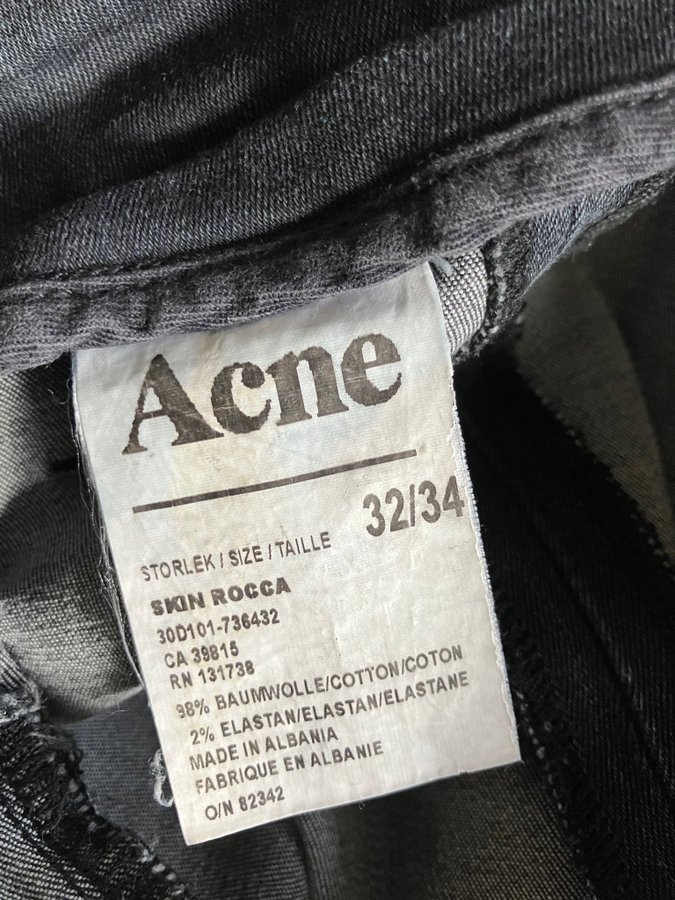 Acne
32/34
STORLEK / SIZE / TAILLE
SKIN ROCCA
30D101-736432
CA 39815
RN 131738
98% BAUMWOLLE/COTTON/COTON
2% ELASTAN/ELASTAN/ELASTANE
MADE IN ALBANIA
FABRIQUE EN ALBANIE
O/N 82342